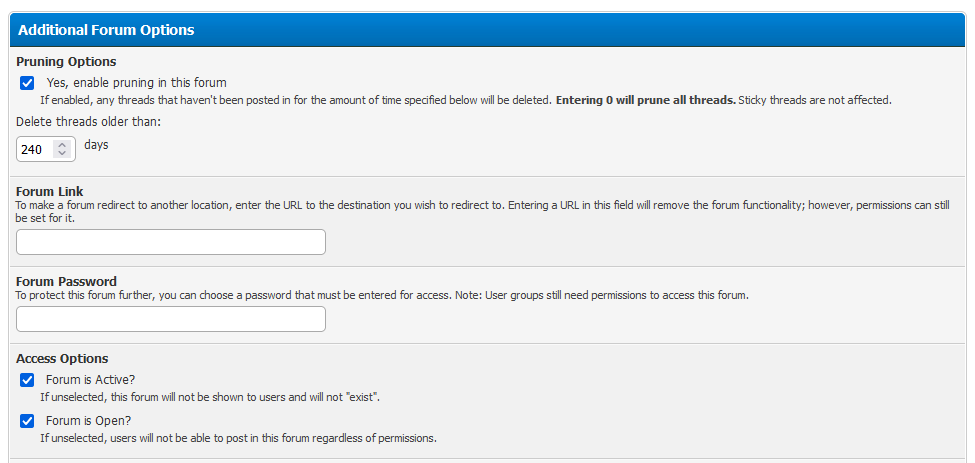 Additional Forum Options
Pruning Options
Yes, enable pruning in this forum
If enabled, any threads that haven't been posted in for the amount of time specified below will be deleted. Entering 0 will prune all threads. Sticky threads are not affected.
Delete threads older than:
240 days
Forum Link
To make a forum redirect to another location, enter the URL to the destination you wish to redirect to. Entering a URL in this field will remove the forum functionality; however, permissions can still
be set for it.
Forum Password
To protect this forum further, you can choose a password that must be entered for access. Note: User groups still need permissions to access this forum.
Access Options
Forum is Active?
If unselected, this forum will not be shown to users and will not "exist".
Forum is Open?
If unselected, users will not be able to post in this forum regardless of permissions.